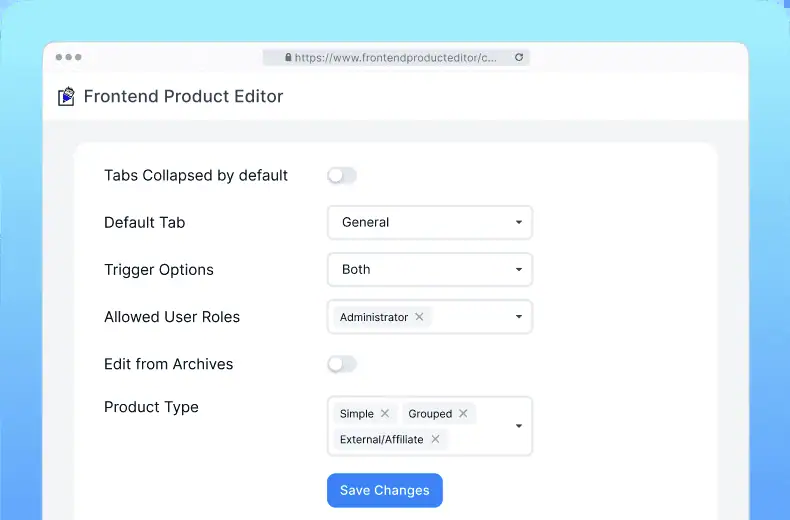 https://www.frontendproducteditor/c...
Frontend Product Editor
Tabs Collapsed by default
Default Tab
General
Trigger Options
Both
Allowed User Roles
Administrator
Edit from Archives
Product Type
Simple Grouped
External/Affiliate
Save Changes